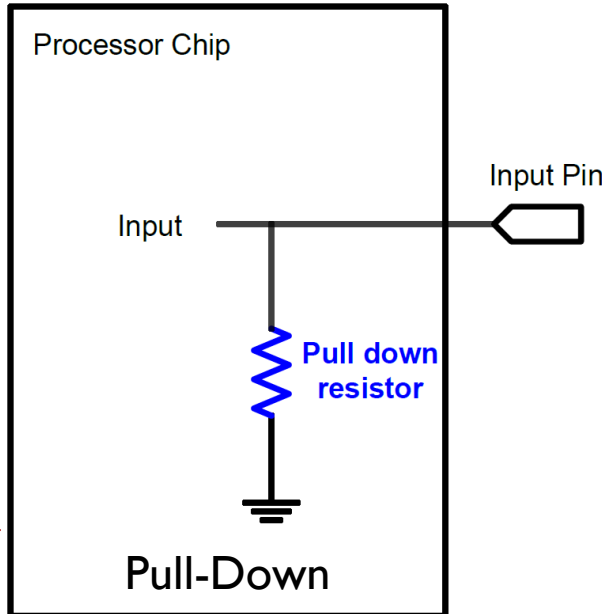 Processor Chip
Input Pin
Input
Pull down
resistor
Pull-Down